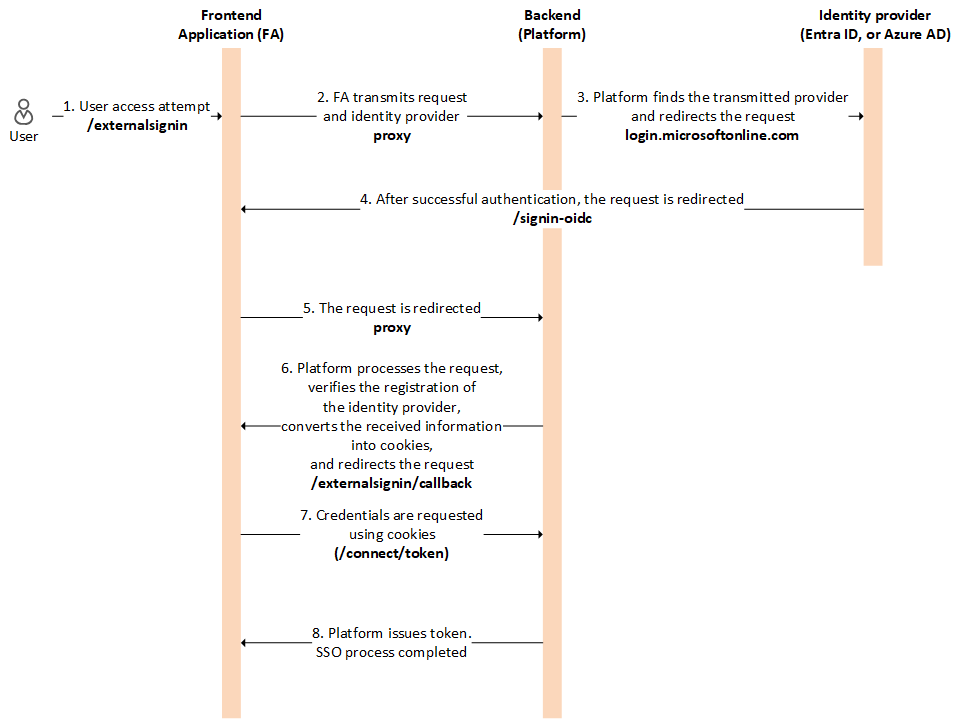 Frontend
Application (FA)
Backend
(Platform)
Identity provider
(Entra ID, or Azure AD)
User
1. User access attempt
/externalsignin
2. FA transmits request
and identity provider
proxy
3. Platform finds the transmitted provider
and redirects the request
login.microsoftonline.com
4. After successful authentication, the request is redirected
/signin-oidc
5. The request is redirected
proxy
6. Platform processes the request,
verifies the registration of
the identity provider,
converts the received information
into cookies,
and redirects the request
/externalsignin/callback
7. Credentials are requested
using cookies
(/connect/token)
8. Platform issues token.
SSO process completed